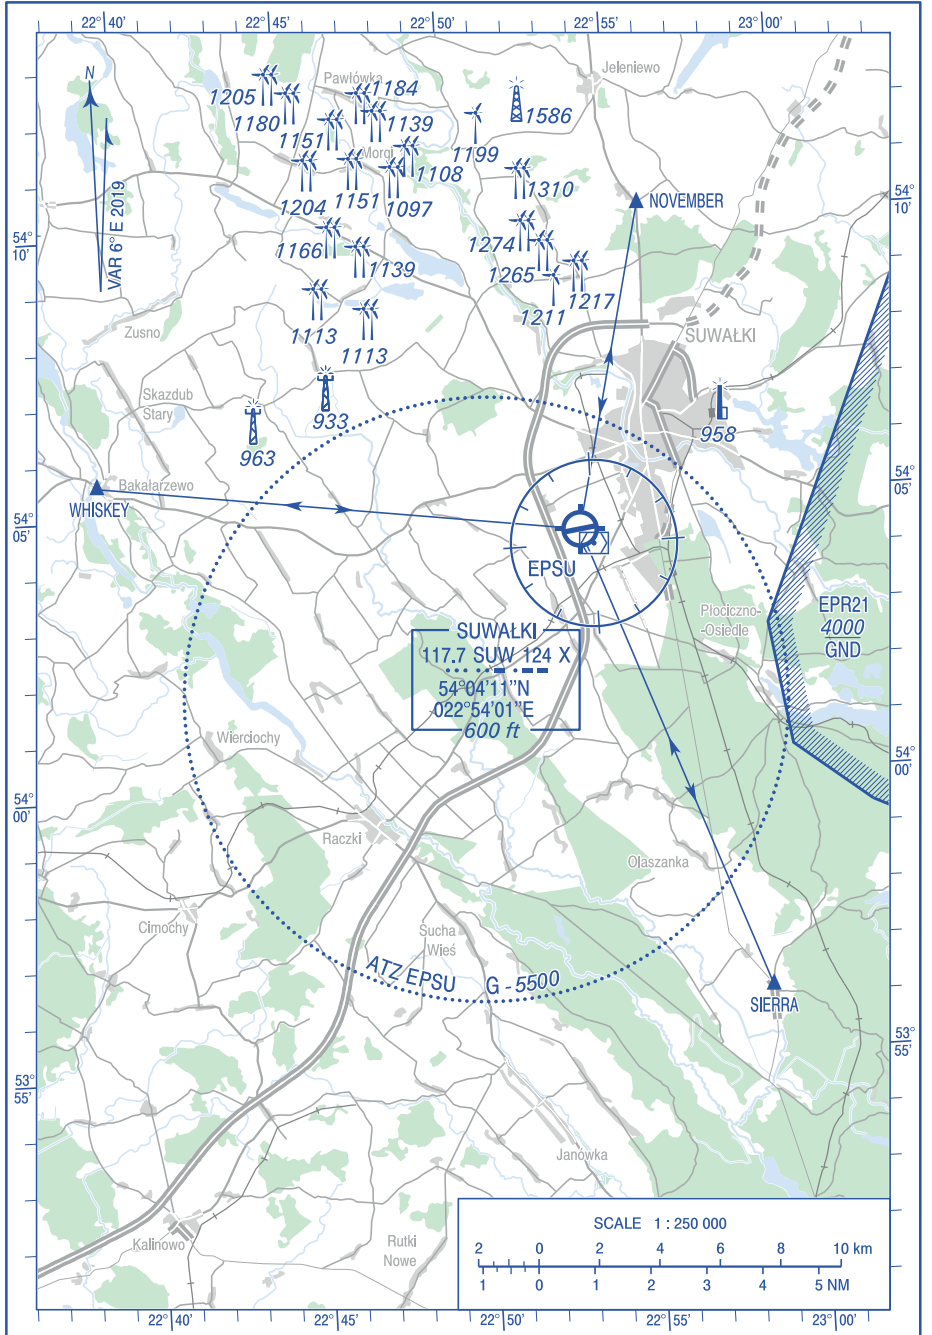 22° 40' 22° 45' 22° 50' 22° 55' 23° 00'
N
VAR 6° E 2019
Pawłówka
Jeleniewo
1205
1184
1180
1139
1586
1151
1199
Morgi
1108
1204
1151
1097
1310
NOVEMBER
54°
10'
54°
10'
1166
1139
1274
1265
1217
1211
1113
1113
Zusno
SUWAŁKI
Skazdub
Stary
933
963
958
Bakałarzewo
WHISKEY
54°
05'
54°
05'
EPSU
Płociczno-
-Osiedle
EPR21
4000
GND
SUWAŁKI
117.7 SUW 124 X
54°04'11"N
022°54'01"E
600 ft
Wierciochy
54°
00'
54°
00'
Raczki
Olaszanka
Cimochy
Sucha
Wieś
ATZ EPSU G - 5500
SIERRA
53°
55'
53°
55'
Janówka
Kalinowo
Rutki
Nowe
SCALE 1 : 250 000
2 0 2 4 6 8 10 km
1 0 1 2 3 4 5 NM
22° 40' 22° 45' 22° 50' 22° 55' 23° 00'